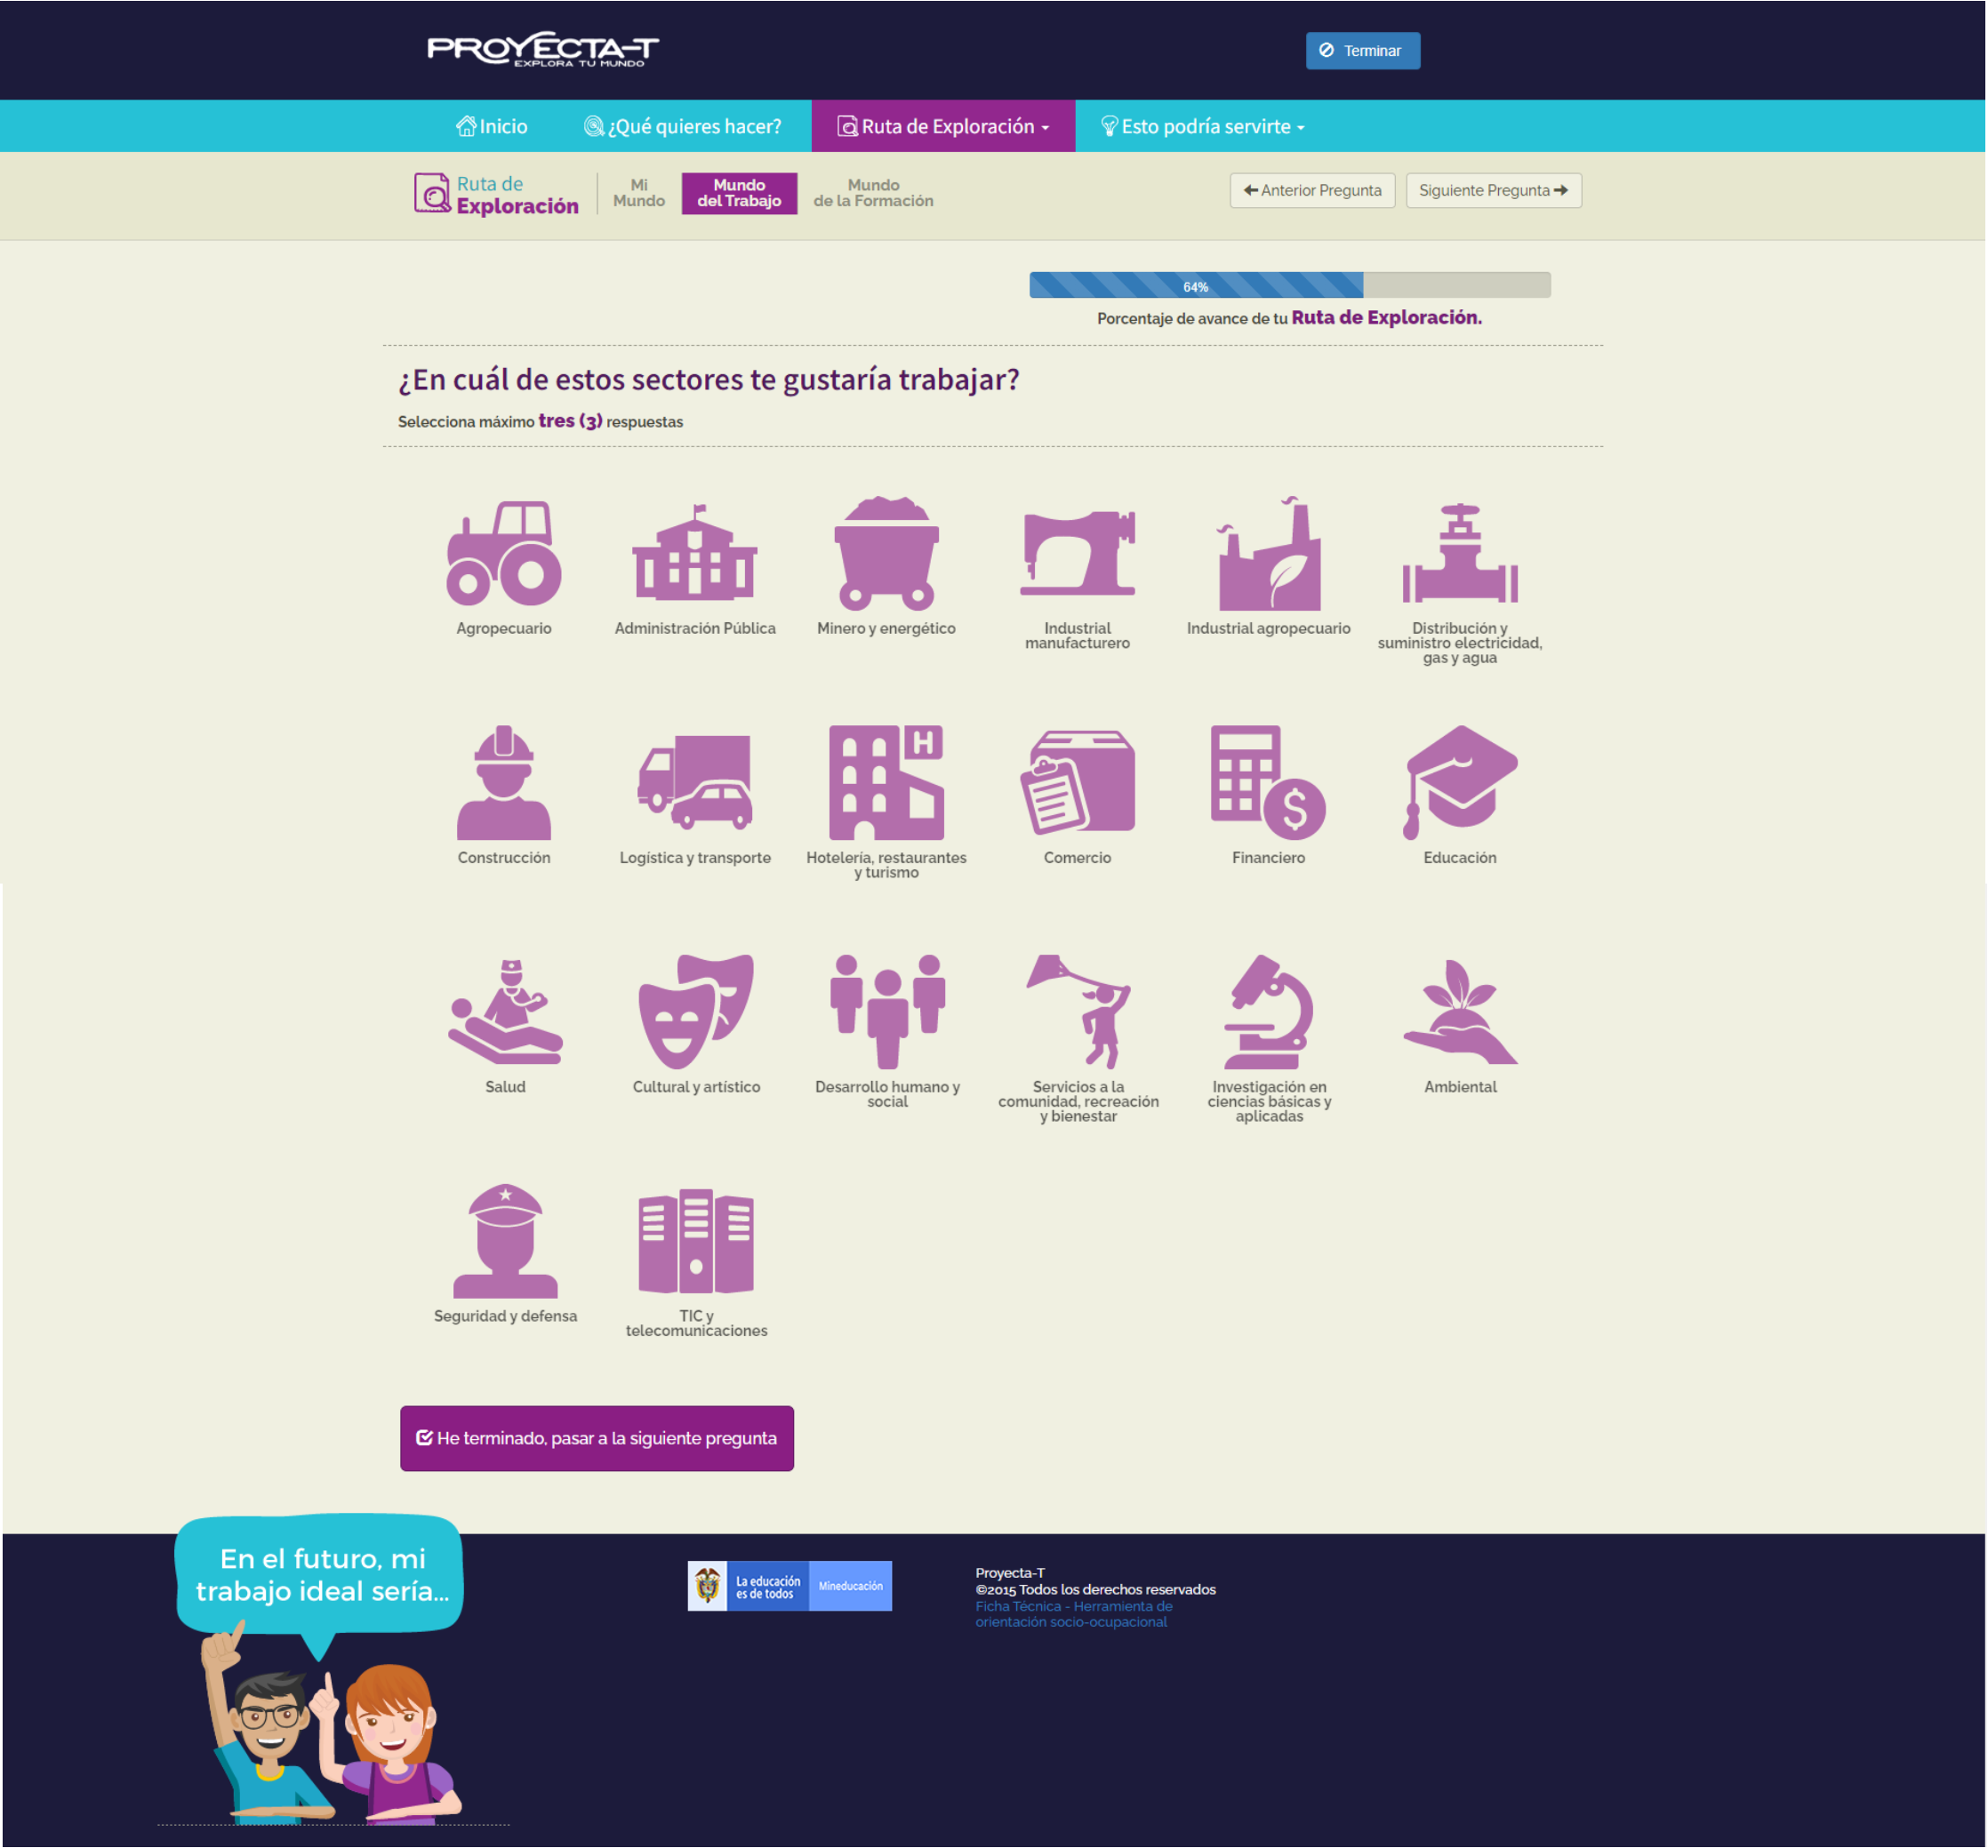 PROYECTA-T
EXPLORA TU MUNDO
Terminar
Inicio
¿Qué quieres hacer?
Ruta de Exploración
Esto podría servirte
Ruta de
Exploración
Mi
Mundo
Mundo
del Trabajo
Mundo
de la Formación
Anterior Pregunta
Siguiente Pregunta
64%
Porcentaje de avance de tu Ruta de Exploración.
¿En cuál de estos sectores te gustaría trabajar?
Selecciona máximo tres (3) respuestas
Agropecuario
Administración Pública
Minero y energético
Industrial
manufacturero
Industrial agropecuario
Distribución y
suministro electricidad,
gas y agua
H
$
Construcción
Logística y transporte
Hotelería, restaurantes
y turismo
Comercio
Financiero
Educación
Salud
Cultural y artístico
Desarrollo humano y
social
Servicios a la
comunidad, recreación
y bienestar
Investigación en
ciencias básicas y
aplicadas
Ambiental
Seguridad y defensa
TIC y
telecomunicaciones
He terminado, pasar a la siguiente pregunta
En el futuro, mi
trabajo ideal sería...
La educación
es de todos
Mineducación
Proyecta-T
©2015 Todos los derechos reservados
Ficha Técnica - Herramienta de
orientación socio-ocupacional